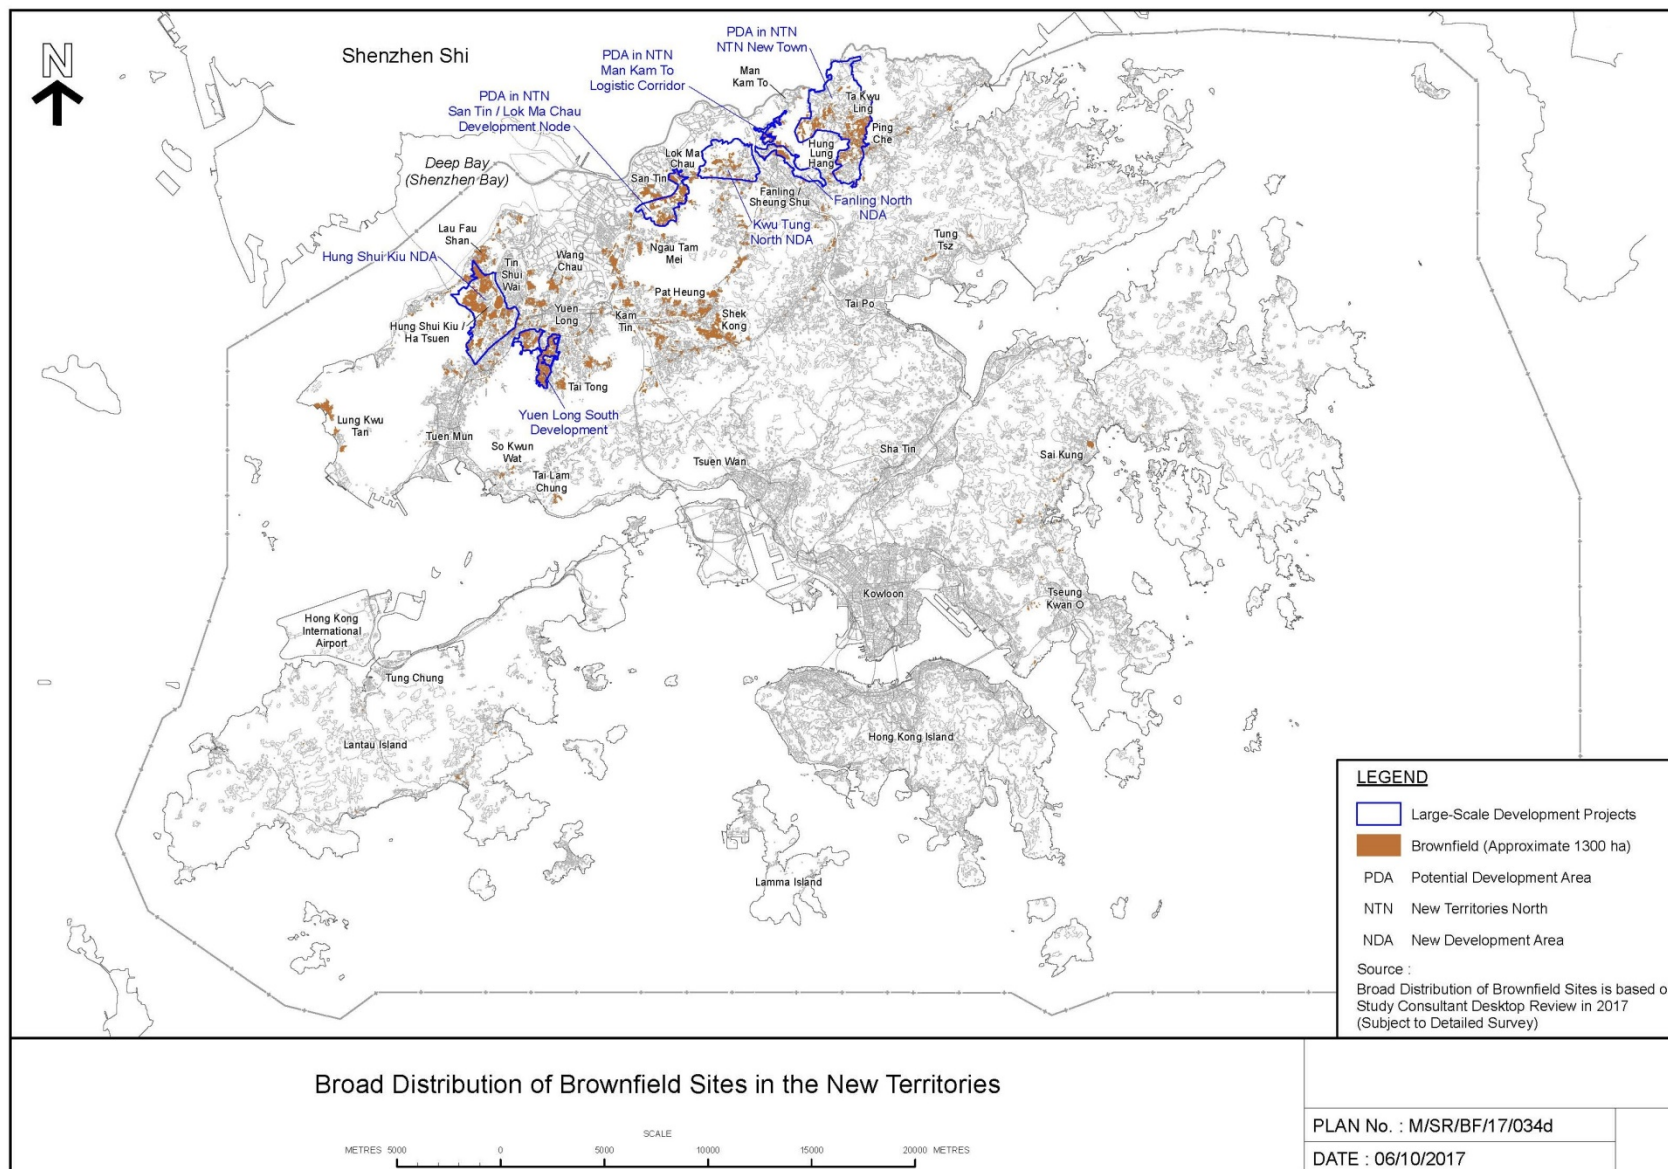 N
Shenzhen Shi
PDA in NTN
NTN New Town
PDA in NTN
Man Kam To
Logistic Corridor
Man
Kam To
PDA in NTN
San Tin / Lok Ma Chau
Development Node
Ta Kwu
Ling
Ping
Che
Hung
Lung
Hang
Deep Bay
(Shenzhen Bay)
Lok Ma
Chau
San Tin
Fanling /
Sheung Shui
Fanling North
NDA
Kwu Tung
North NDA
Lau Fau
Shan
Hung Shui Kiu NDA
Tin
Shui
Wai
Wang
Chau
Ngau Tam
Mei
Tung
Tsz
Pat Heung
Tai Po
Yuen
Long
Kam
Tin
Shek
Kong
Hung Shui Kiu /
Ha Tsuen
Tai Tong
Yuen Long South
Development
Lung Kwu
Tan
Tuen Mun
So Kwun
Wat
Tai Lam
Chung
Tsuen Wan
Sha Tin
Sai Kung
Kowloon
Tseung
Kwan O
Hong Kong
International
Airport
Tung Chung
Lantau Island
Hong Kong Island
Lamma Island
LEGEND
Large-Scale Development Projects
Brownfield (Approximate 1300 ha)
PDA Potential Development Area
NTN New Territories North
NDA New Development Area
Source :
Broad Distribution of Brownfield Sites is based o
Study Consultant Desktop Review in 2017
(Subject to Detailed Survey)
Broad Distribution of Brownfield Sites in the New Territories
SCALE
METRES 5000 0 5000 10000 15000 20000 METRES
PLAN No. : M/SR/BF/17/034d
DATE : 06/10/2017